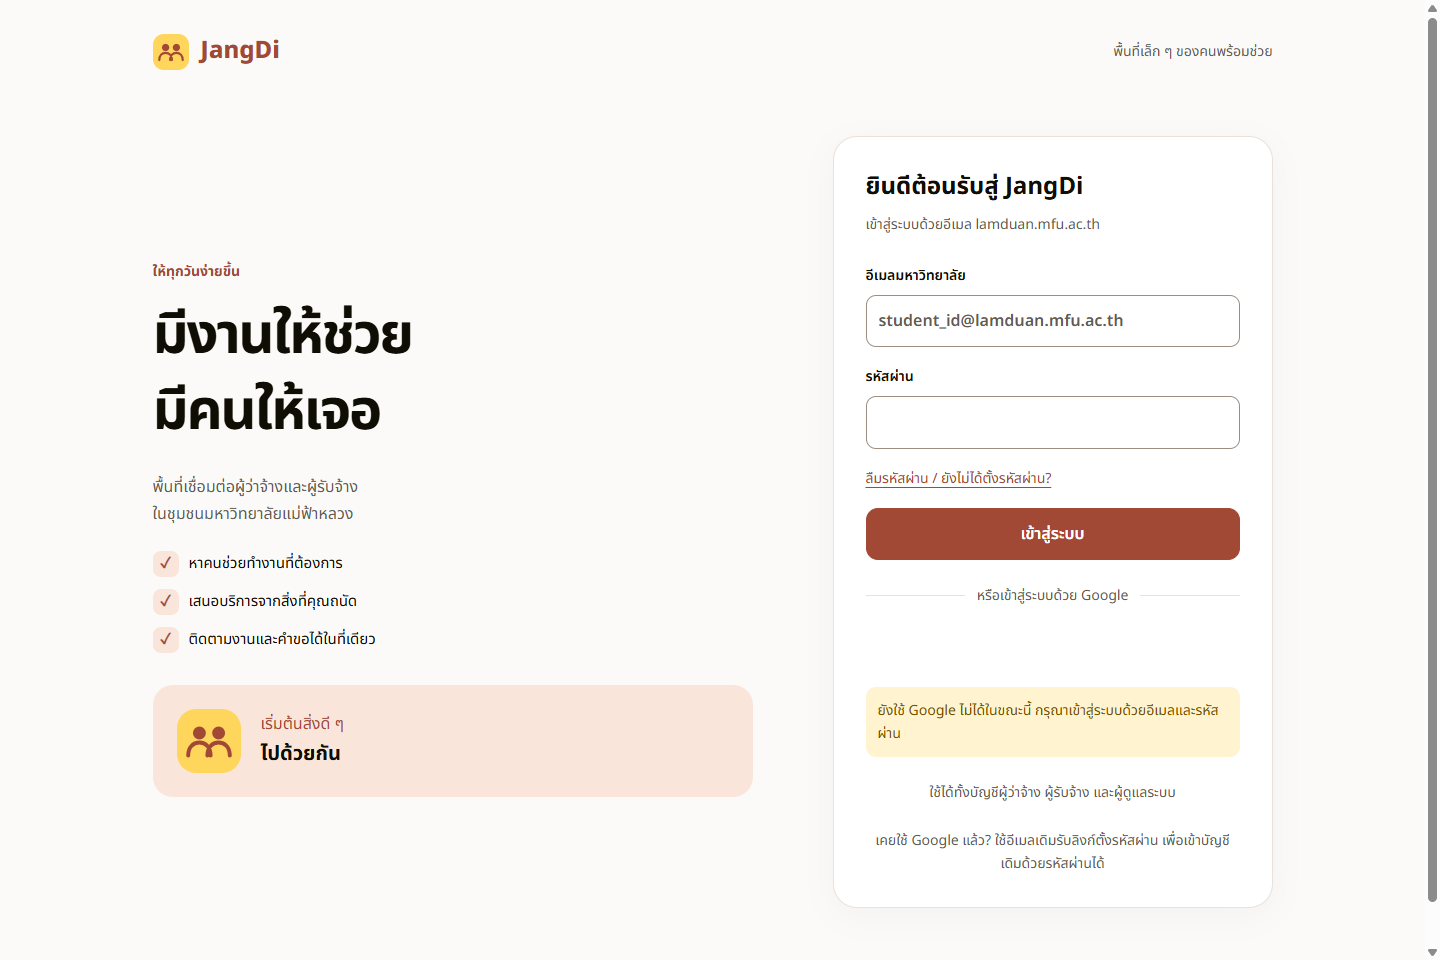 JangDi
พื้นที่เล็ก ๆ ของคนพร้อมช่วย
ให้ทุกวันง่ายขึ้น
มีงานให้ช่วย
มีคนให้เจอ
พื้นที่เชื่อมต่อผู้ว่าจ้างและผู้รับจ้าง
ในชุมชนมหาวิทยาลัยแม่ฟ้าหลวง
หาคนช่วยทำงานที่ต้องการ
เสนอบริการจากสิ่งที่คุณถนัด
ติดตามงานและคำขอได้ในที่เดียว
เริ่มต้นสิ่งดี ๆ
ไปด้วยกัน
ยินดีต้อนรับสู่ JangDi
เข้าสู่ระบบด้วยอีเมล lamduan.mfu.ac.th
อีเมลมหาวิทยาลัย
student_id@lamduan.mfu.ac.th
รหัสผ่าน
ลืมรหัสผ่าน / ยังไม่ได้ตั้งรหัสผ่าน?
เข้าสู่ระบบ
หรือเข้าสู่ระบบด้วย Google
ยังใช้ Google ไม่ได้ในขณะนี้ กรุณาเข้าสู่ระบบด้วยอีเมลและรหัส
ผ่าน
ใช้ได้ทั้งบัญชีผู้ว่าจ้าง ผู้รับจ้าง และผู้ดูแลระบบ
เคยใช้ Google แล้ว? ใช้อีเมลเดิมรับลิงก์ตั้งรหัสผ่าน เพื่อเข้าบัญชี
เดิมด้วยรหัสผ่านได้